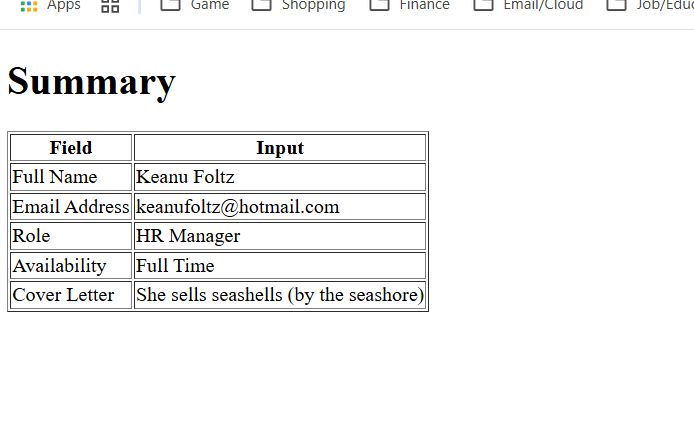 Apps Game Shopping Finance Email/Cloud
Summary
Field Input
Full Name Keanu Foltz
Email Address keanufoltz@hotmail.com
Role HR Manager
Availability Full Time
Cover Letter She sells seashells (by the seashore)